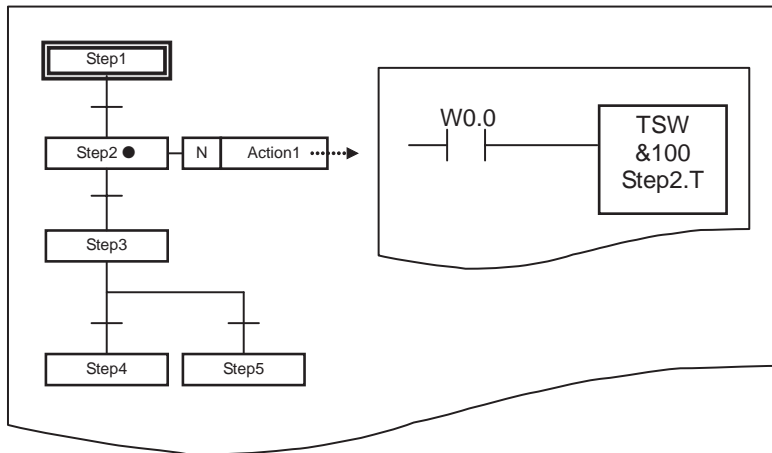 Step1
Step2
N
Action1
W0.0
TSW
&100
Step2.T
Step3
Step4
Step5